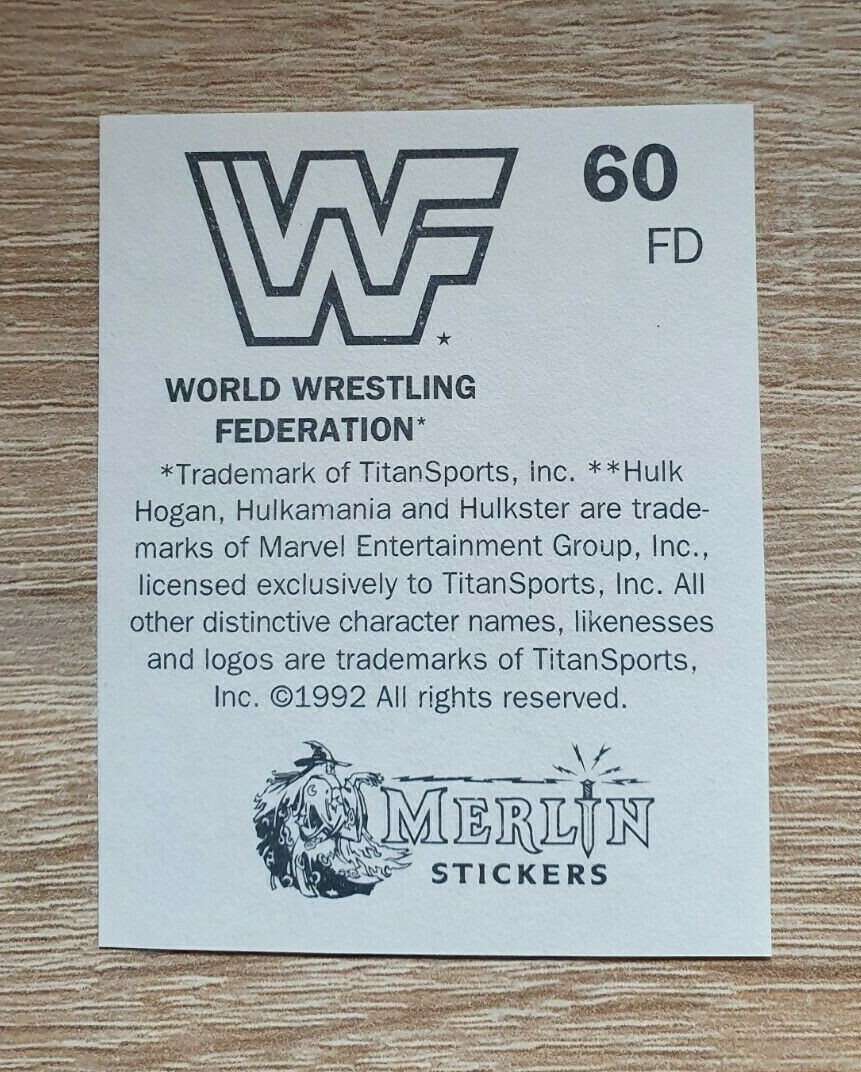 WF
60
FD
WORLD WRESTLING
FEDERATION*
*Trademark of TitanSports, Inc. **Hulk
Hogan, Hulkamania and Hulkster are trade-
marks of Marvel Entertainment Group, Inc.,
licensed exclusively to TitanSports, Inc. All
other distinctive character names, likenesses
and logos are trademarks of TitanSports,
Inc. ©1992 All rights reserved.
MERLIN
STICKERS